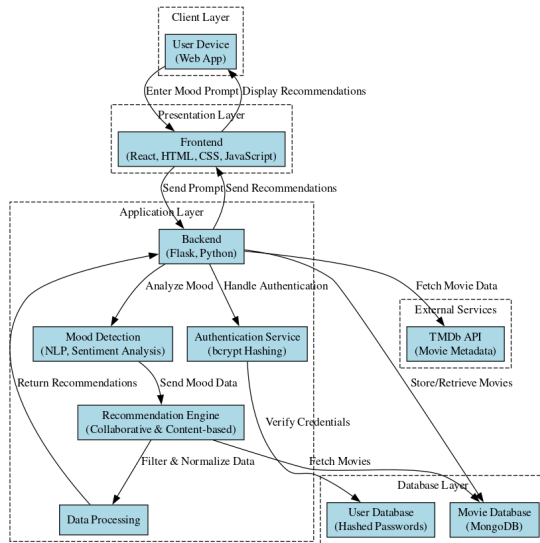 Client Layer
User Device
(Web App)
Enter Mood Prompt
Display Recommendations
Presentation Layer
Frontend
(React, HTML, CSS, JavaScript)
Send Prompt
Send Recommendations
Application Layer
Backend
(Flask, Python)
Analyze Mood
Handle Authentication
Fetch Movie Data
External Services
Mood Detection
(NLP, Sentiment Analysis)
Authentication Service
(bcrypt Hashing)
TMDb API
(Movie Metadata)
Return Recommendations
Send Mood Data
Store/Retrieve Movies
Recommendation Engine
(Collaborative & Content-based)
Verify Credentials
Filter & Normalize Data
Fetch Movies
Database Layer
Data Processing
User Database
(Hashed Passwords)
Movie Database
(MongoDB)